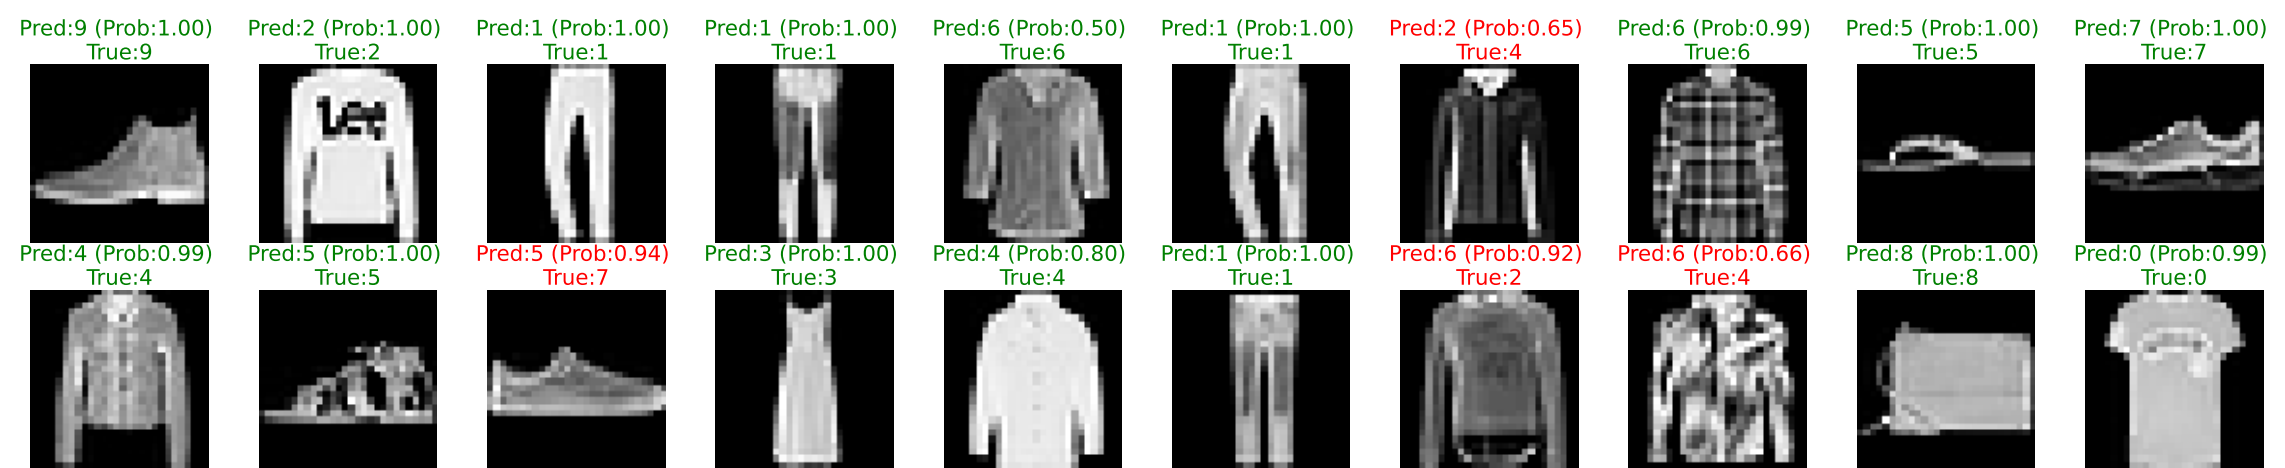 Pred:9 (Prob:1.00) Pred:2 (Prob:1.00) Pred:1 (Prob:1.00) Pred:1 (Prob:1.00) Pred:6 (Prob:0.50) Pred:1 (Prob:1.00) Pred:2 (Prob:0.65) Pred:6 (Prob:0.99) Pred:5 (Prob:1.00) Pred:7 (Prob:1.00)
True:9 True:2 True:1 True:1 True:6 True:1 True:4 True:6 True:5 True:7
Lee
Pred:4 (Prob:0.99) Pred:5 (Prob:1.00) Pred:5 (Prob:0.94) Pred:3 (Prob:1.00) Pred:4 (Prob:0.80) Pred:1 (Prob:1.00) Pred:6 (Prob:0.92) Pred:6 (Prob:0.66) Pred:8 (Prob:1.00) Pred:0 (Prob:0.99)
True:4 True:5 True:7 True:3 True:4 True:1 True:2 True:4 True:8 True:0